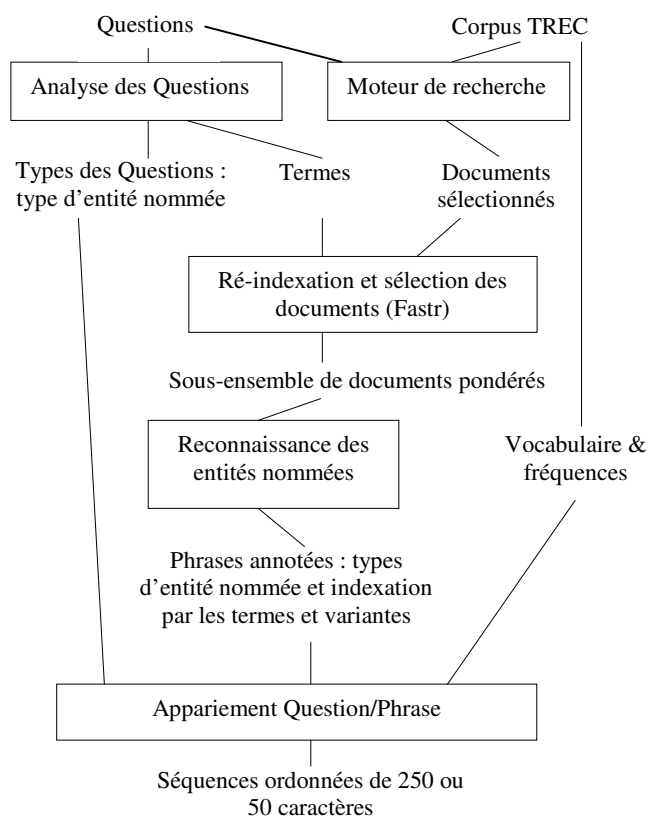 Questions
Corpus TREC
Analyse des Questions
Moteur de recherche
Types des Questions :
type d'entité nommée
Termes
Documents
sélectionnés
Ré-indexation et sélection des
documents (Fastr)
Sous-ensemble de documents pondérés
Reconnaissance des
entités nommées
Vocabulaire &
fréquences
Phrases annotées : types
d'entité nommée et indexation
par les termes et variantes
Appariement Question/Phrase
Séquences ordonnées de 250 ou
50 caractères